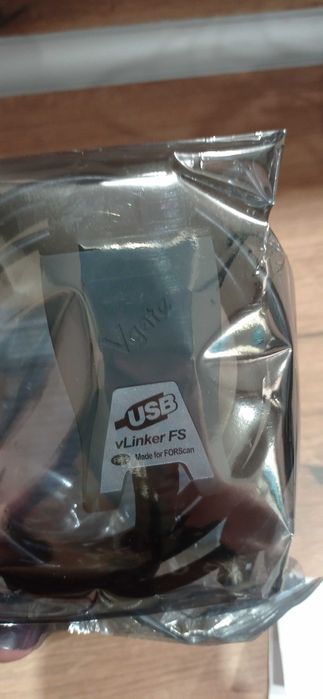 Vgate
USB
vLinker FS
Made for FORScan